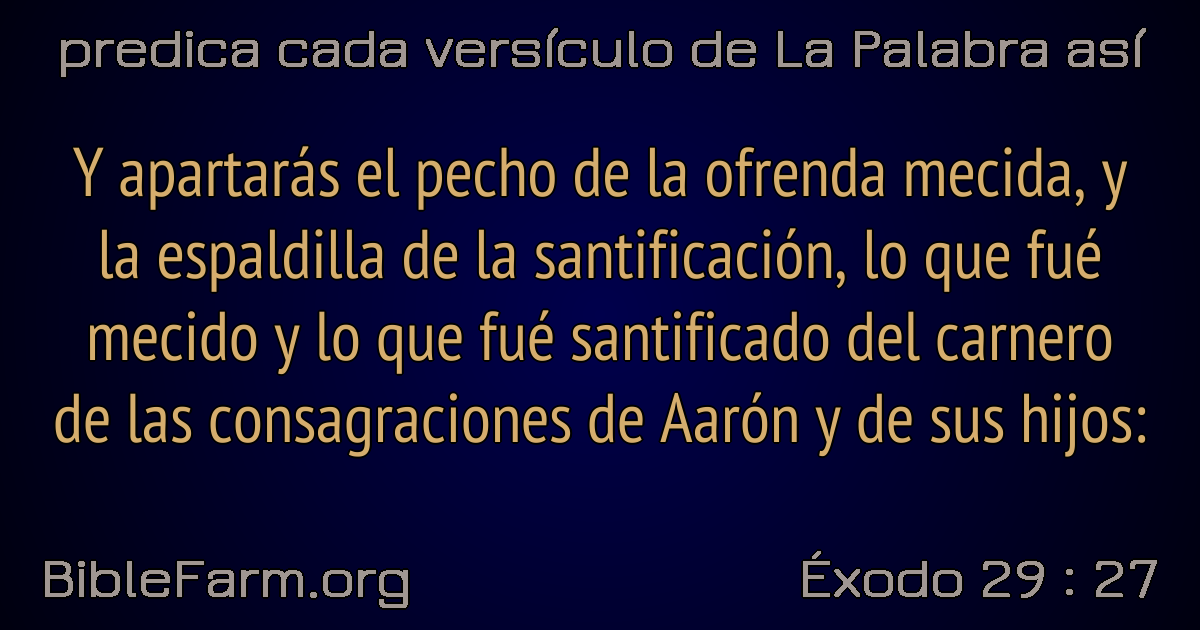 predica cada versículo de La Palabra así
Y apartarás el pecho de la ofrenda mecida, y
la espaldilla de la santificación, lo que fué
mecido y lo que fué santificado del carnero
de las consagraciones de Aarón y de sus hijos:
BibleFarm.org
Éxodo 29 : 27